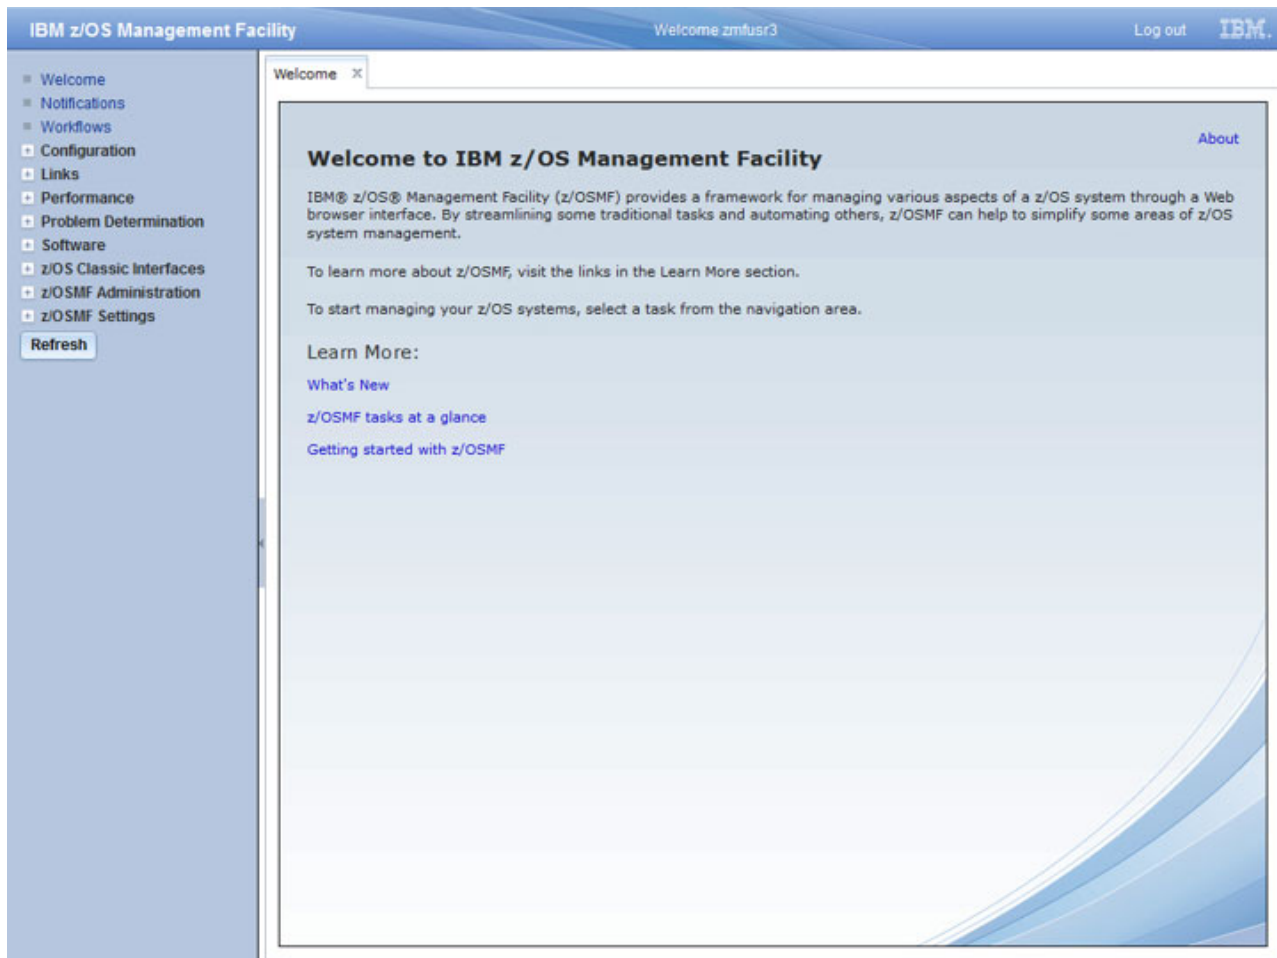 IBM z/OS Management Facility
Welcome zmfusr3
Log out
IBM.
Welcome
Notifications
Workflows
Configuration
Links
Performance
Problem Determination
Software
z/OS Classic Interfaces
z/OSMF Administration
z/OSMF Settings
Refresh
Welcome
About
Welcome to IBM z/OS Management Facility
IBM® z/OS® Management Facility (z/OSMF) provides a framework for managing various aspects of a z/OS system through a Web
browser interface. By streamlining some traditional tasks and automating others, z/OSMF can help to simplify some areas of z/OS
system management.
To learn more about z/OSMF, visit the links in the Learn More section.
To start managing your z/OS systems, select a task from the navigation area.
Learn More:
What's New
z/OSMF tasks at a glance
Getting started with z/OSMF